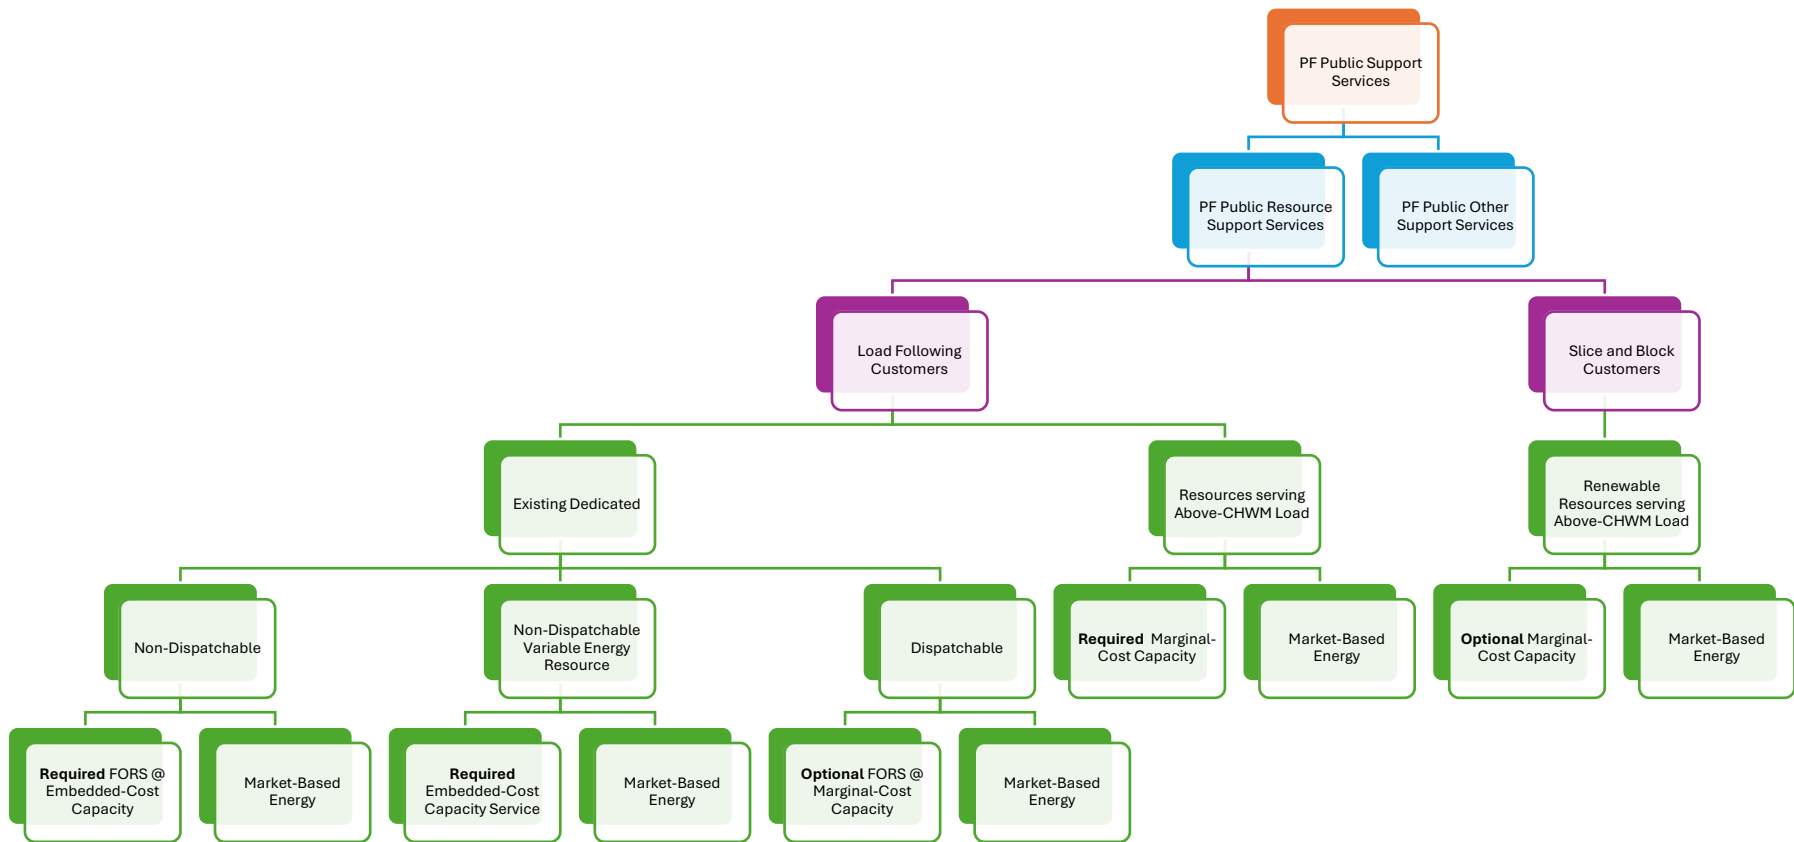 PF Public Support
Services
PF Public Resource
Support Services
PF Public Other
Support Services
Load Following
Customers
Slice and Block
Customers
Existing Dedicated
Resources serving
Above-CHWM Load
Renewable
Resources serving
Above-CHWM Load
Non-Dispatchable
Non-Dispatchable
Variable Energy
Resource
Dispatchable
Required Marginal-
Cost Capacity
Market-Based
Energy
Optional Marginal-
Cost Capacity
Market-Based
Energy
Required FORS @
Embedded-Cost
Capacity
Market-Based
Energy
Required
Embedded-Cost
Capacity Service
Market-Based
Energy
Optional FORS @
Marginal-Cost
Capacity
Market-Based
Energy